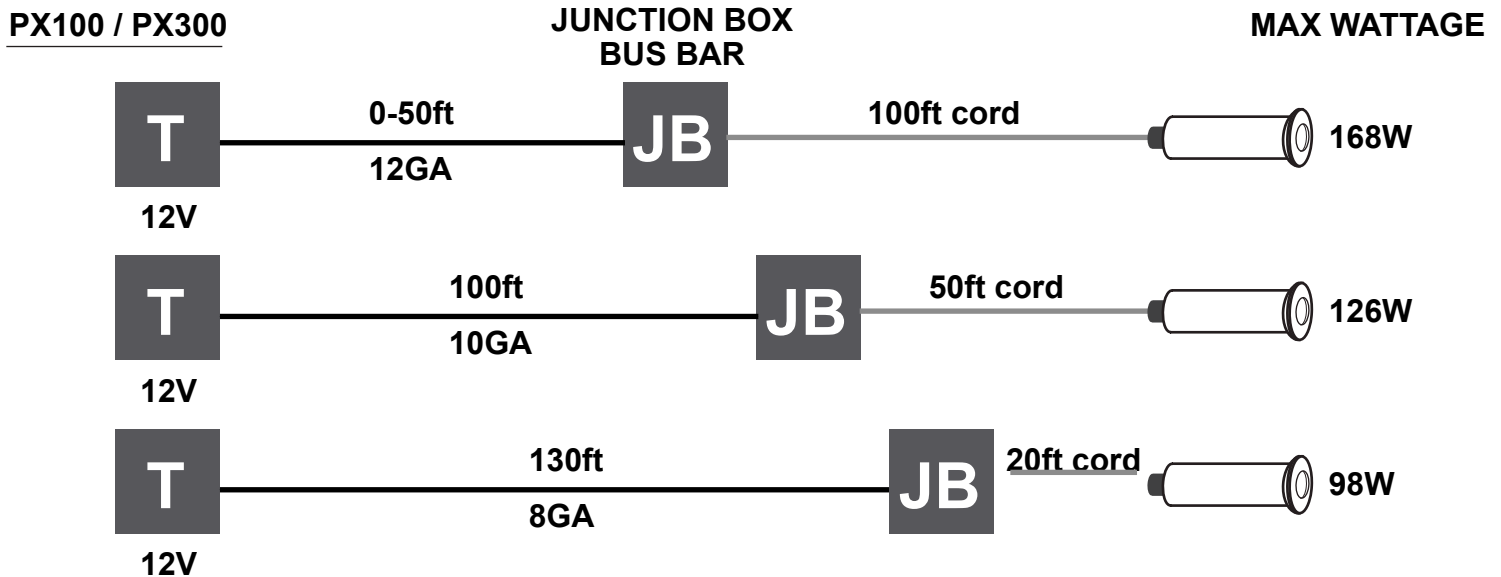 PX100 / PX300
JUNCTION BOX
BUS BAR
MAX WATTAGE
T
0-50ft
12GA
JB
100ft cord
168W
12V
T
100ft
10GA
JB
50ft cord
126W
12V
T
130ft
8GA
JB
20ft cord
98W
12V